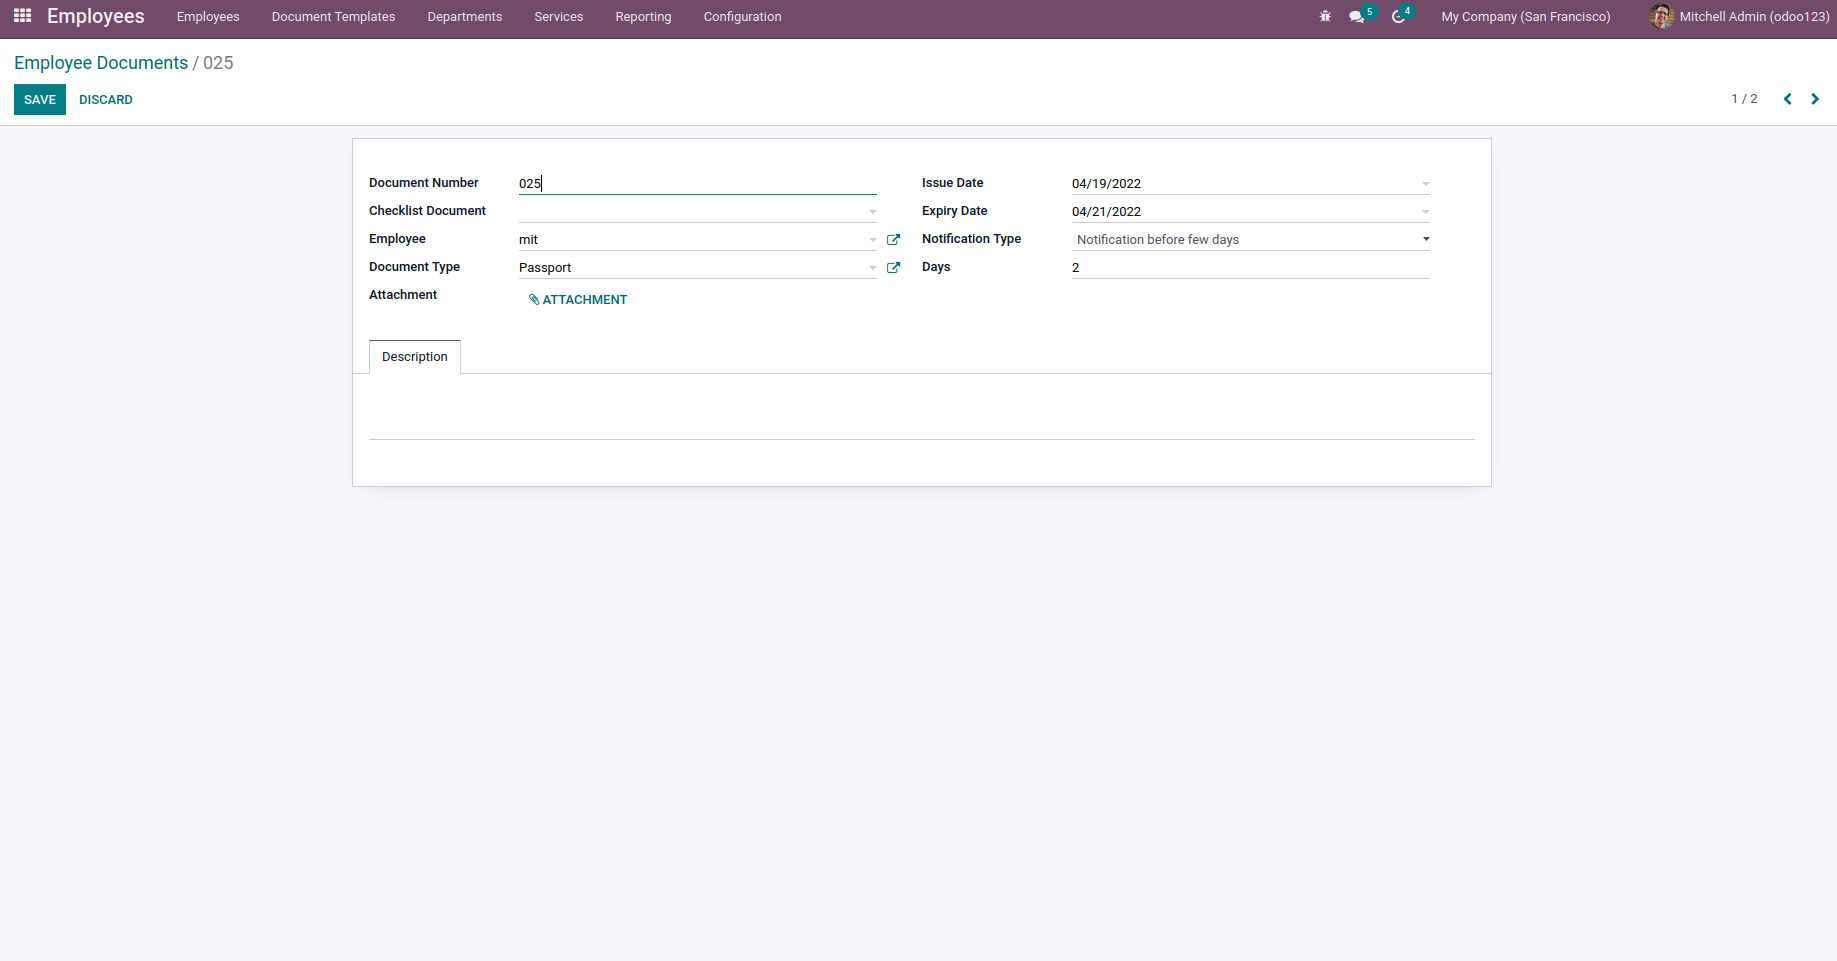 Employees Employees Document Templates Departments Services Reporting Configuration 5 4 My Company (San Francisco) Mitchell Admin (odoo123)
Employee Documents / 025
SAVE DISCARD 1 / 2
Document Number 025 Issue Date 04/19/2022
Checklist Document Expiry Date 04/21/2022
Employee mit Notification Type Notification before few days
Document Type Passport Days 2
Attachment ATTACHMENT
Description